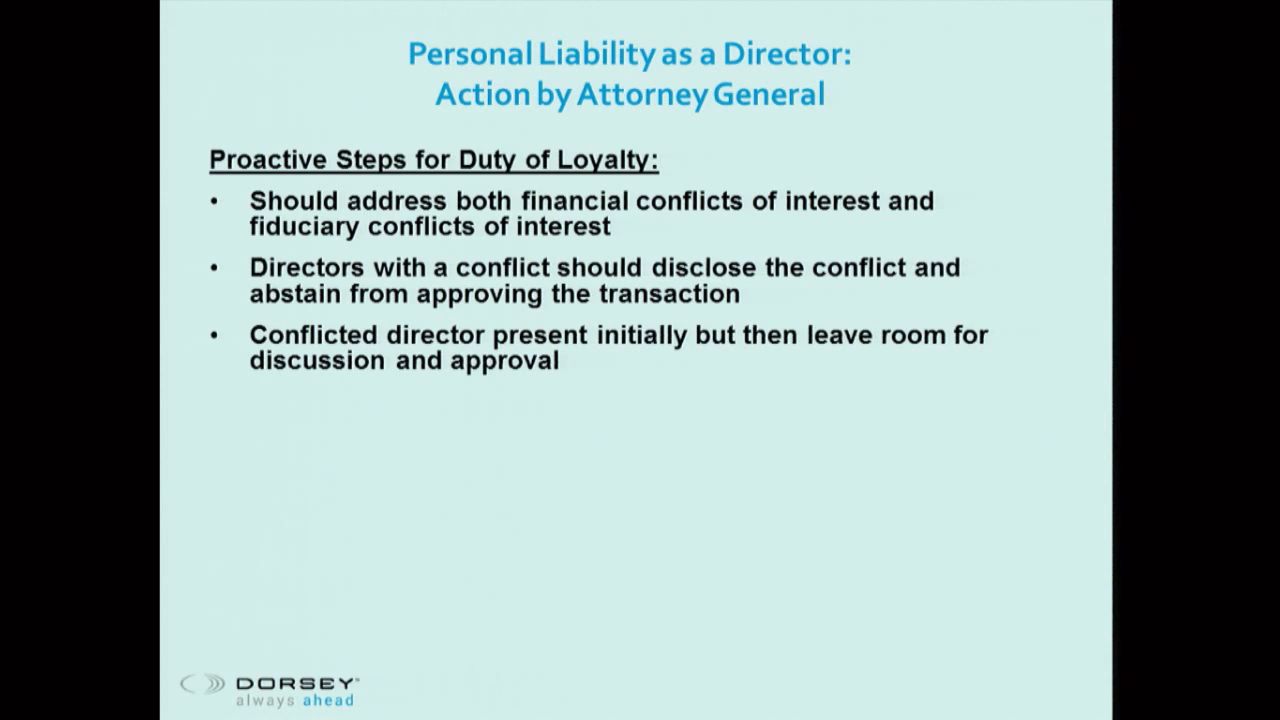 Personal Liability as a Director:
Action by Attorney General
Proactive Steps for Duty of Loyalty:
• Should address both financial conflicts of interest and
fiduciary conflicts of interest
• Directors with a conflict should disclose the conflict and
abstain from approving the transaction
• Conflicted director present initially but then leave room for
discussion and approval
DORSEY™
always ahead